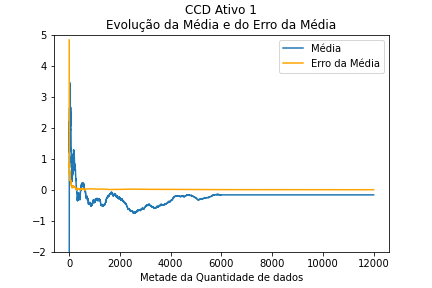 CCD Ativo 1
Evolução da Média e do Erro da Média
Média
Erro da Média
5
4
3
2
1
0
−1
−2
0 2000 4000 6000 8000 10000 12000
Metade da Quantidade de dados